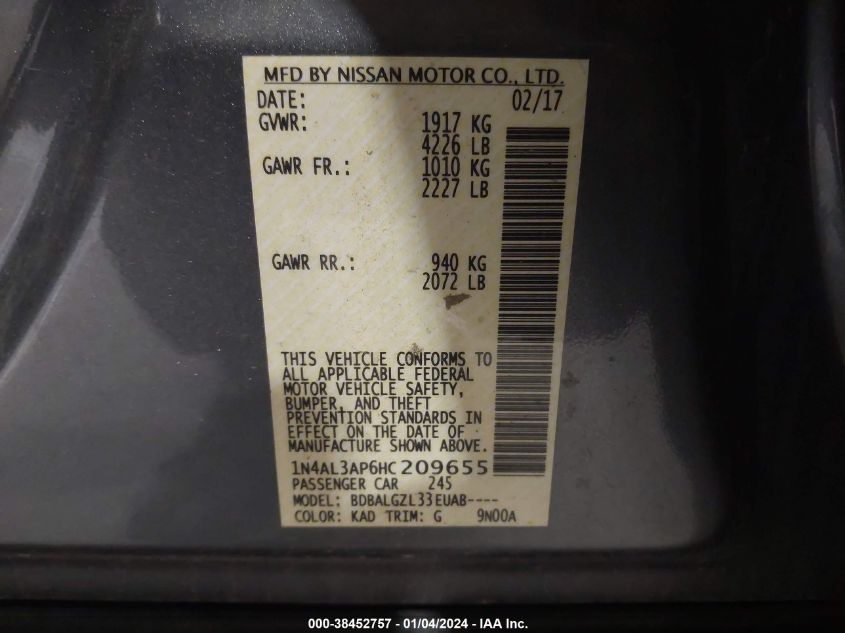 MFD BY NISSAN MOTOR CO., LTD.
DATE: 02/17
GVWR: 1917 KG
4226 LB
GAWR FR.: 1010 KG
2227 LB
GAWR RR.: 940 KG
2072 LB
THIS VEHICLE CONFORMS TO
ALL APPLICABLE FEDERAL
MOTOR VEHICLE SAFETY,
BUMPER, AND THEFT
PREVENTION STANDARDS IN
EFFECT ON THE DATE OF
MANUFACTURE SHOWN ABOVE.
1N4AL3AP6HC209655
PASSENGER CAR 245
MODEL: BDBALGZL33EUAB----
COLOR: KAD TRIM: G 9N00A
000-38452757 - 01/04/2024 - IAA Inc.